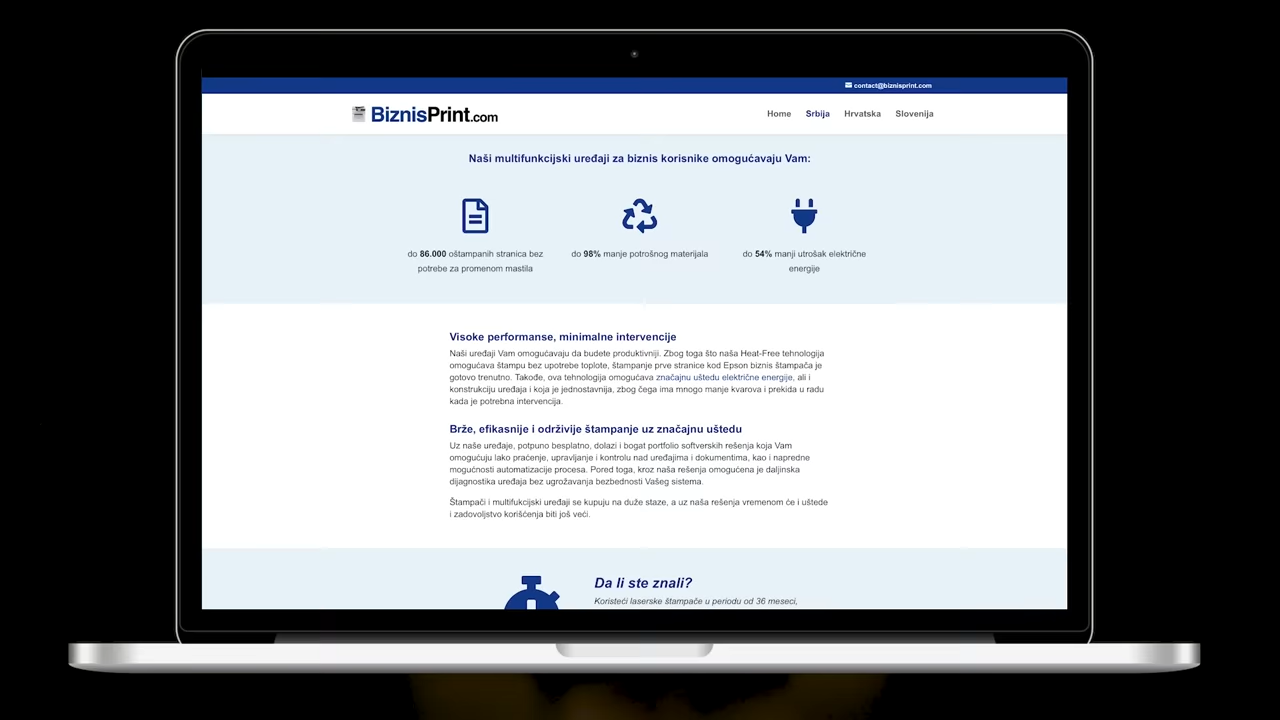 contact@biznisprint.com
BiznisPrint.com
Home Srbija Hrvatska Slovenija
Naši multifunkcijski uređaji za biznis korisnike omogućavaju Vam:
do 86.000 oštampanih stranica bez
potrebe za promenom mastila
do 98% manje potrošnog materijala
do 54% manji utrošak električne
energije
Visoke performanse, minimalne intervencije
Naši uređaji Vam omogućavaju da budete produktivniji. Zbog toga što naša Heat-Free tehnologija
omogućava štampu bez upotrebe toplote, štampanje prve stranice kod Epson biznis štampača je
gotovo trenutno. Takođe, ova tehnologija omogućava značajnu uštedu električne energije, ali i
konstrukciju uređaja i koja je jednostavnija, zbog čega ima mnogo manje kvarova i prekida u radu
kada je potrebna intervencija.
Brže, efikasnije i održivije štampanje uz značajnu uštedu
Uz naše uređaje, potpuno besplatno, dolazi i bogat portfolio softverskih rešenja koja Vam
omogućuju lako praćenje, upravljanje i kontrolu nad uređajima i dokumentima, kao i napredne
mogućnosti automatizacije procesa. Pored toga, kroz naša rešenja omogućena je daljinska
dijagnostika uređaja bez ugrožavanja bezbednosti Vašeg sistema.
Štampači i multifukcijski uređaji se kupuju na duže staze, a uz naša rešenja vremenom će i uštede
i zadovoljstvo korišćenja biti još veći.
Da li ste znali?
Koristeći laserske štampače u periodu od 36 meseci,